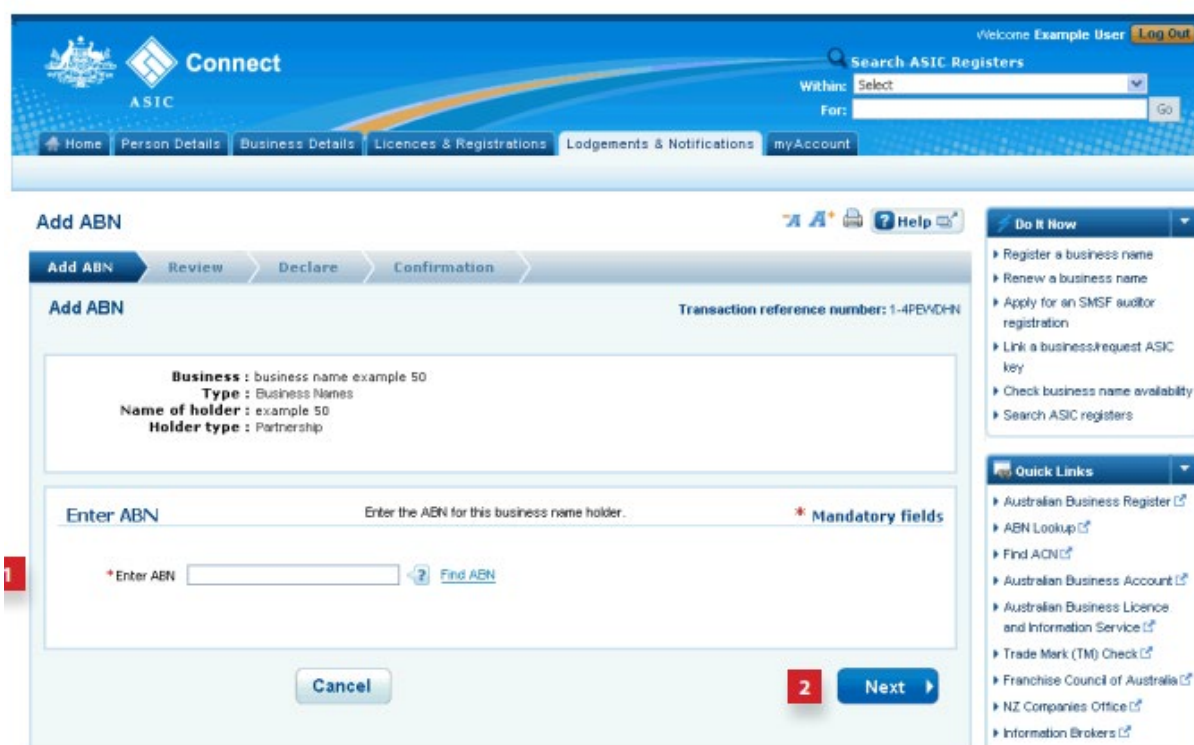 Welcome Example User Log Out
Connect
ASIC
Search ASIC Registers
Within: Select
For: Go
Home Person Details Business Details Licences & Registrations Lodgements & Notifications myAccount
Add ABN
-A A+ Help
Add ABN Review Declare Confirmation
Add ABN
Transaction reference number: 1-4PEWDHN
Business : business name example 50
Type : Business Names
Name of holder : example 50
Holder type : Partnership
Enter ABN
Enter the ABN for this business name holder.
* Mandatory fields
1
*Enter ABN ? Find ABN
Cancel
2
Next
Do It Now
Register a business name
Renew a business name
Apply for an SMSF auditor
registration
Link a business/request ASIC
key
Check business name availability
Search ASIC registers
Quick Links
Australian Business Register
ABN Lookup
Find ACN
Australian Business Account
Australian Business Licence
and Information Service
Trade Mark (TM) Check
Franchise Council of Australia
NZ Companies Office
Information Brokers